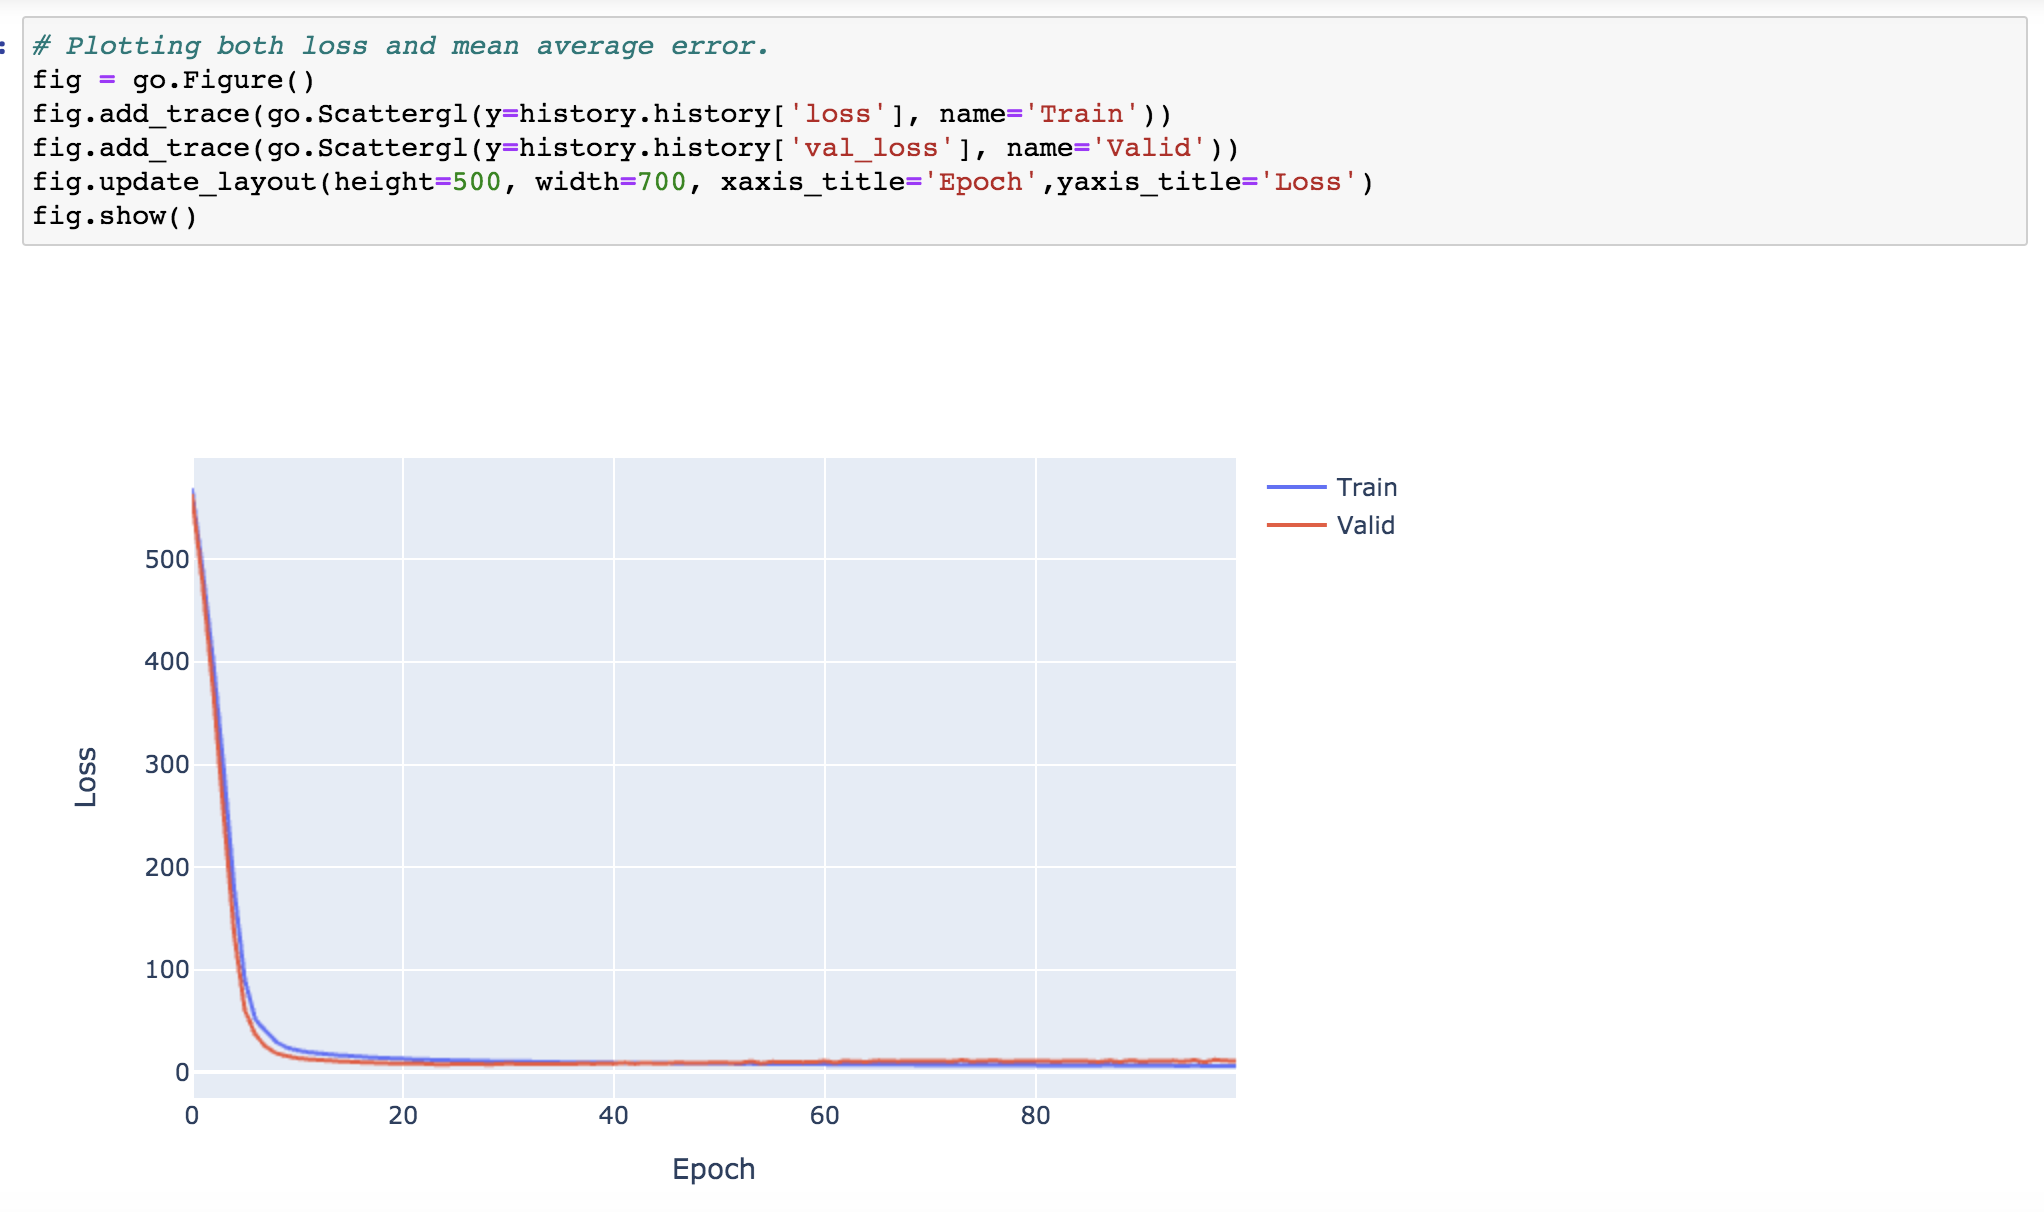 :
# Plotting both loss and mean average error.
fig = go.Figure()
fig.add_trace(go.Scattergl(y=history.history['loss'], name='Train'))
fig.add_trace(go.Scattergl(y=history.history['val_loss'], name='Valid'))
fig.update_layout(height=500, width=700, xaxis_title='Epoch',yaxis_title='Loss')
fig.show()
Train
Valid
500
400
300
200
100
0
Loss
0 20 40 60 80
Epoch